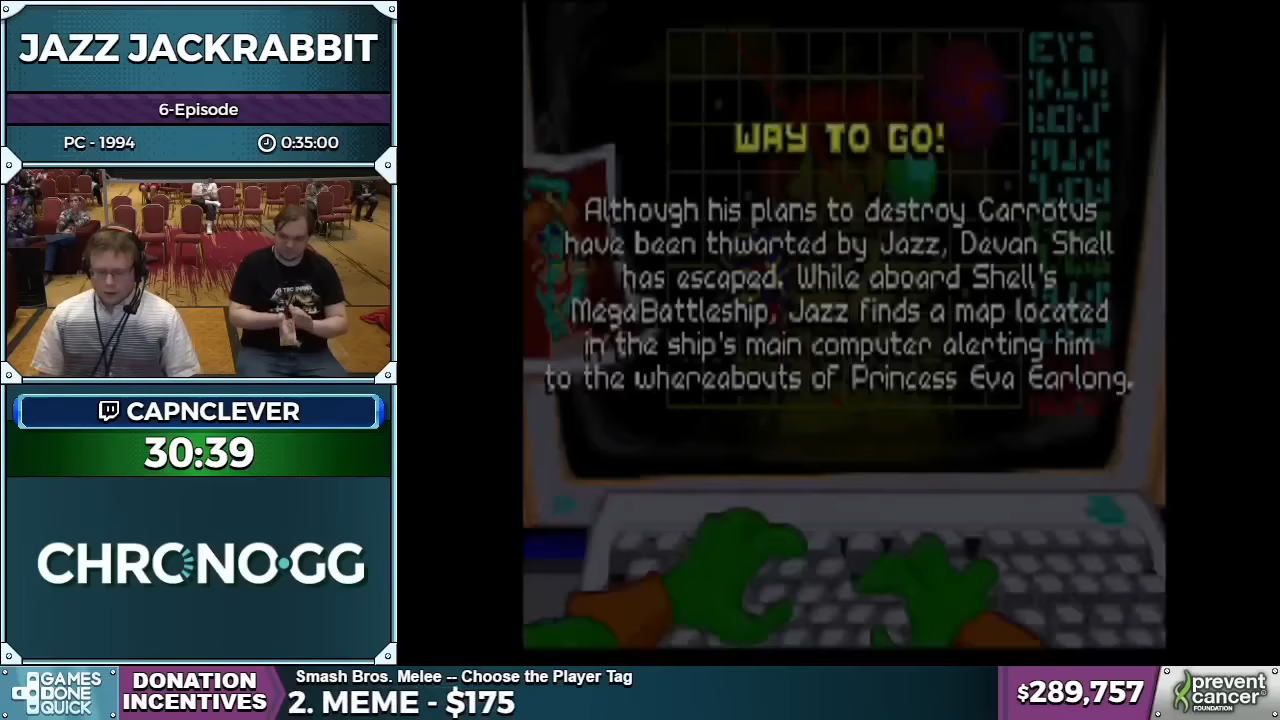 JAZZ JACKRABBIT
6-Episode
PC - 1994
0:35:00
CAPNCLEVER
30:39
CHRONO.GG
WAY TO GO!
Although his plans to destroy Carrotus
have been thwarted by Jazz, Devan Shell
has escaped. While aboard Shell's
MegaBattleship, Jazz finds a map located
in the ship's main computer alerting him
to the whereabouts of Princess Eva Earlong.
GAMES
DONE
QUICK
DONATION
INCENTIVES
Smash Bros. Melee -- Choose the Player Tag
2. MEME - $175
$289,757
prevent
cancer
FOUNDATION